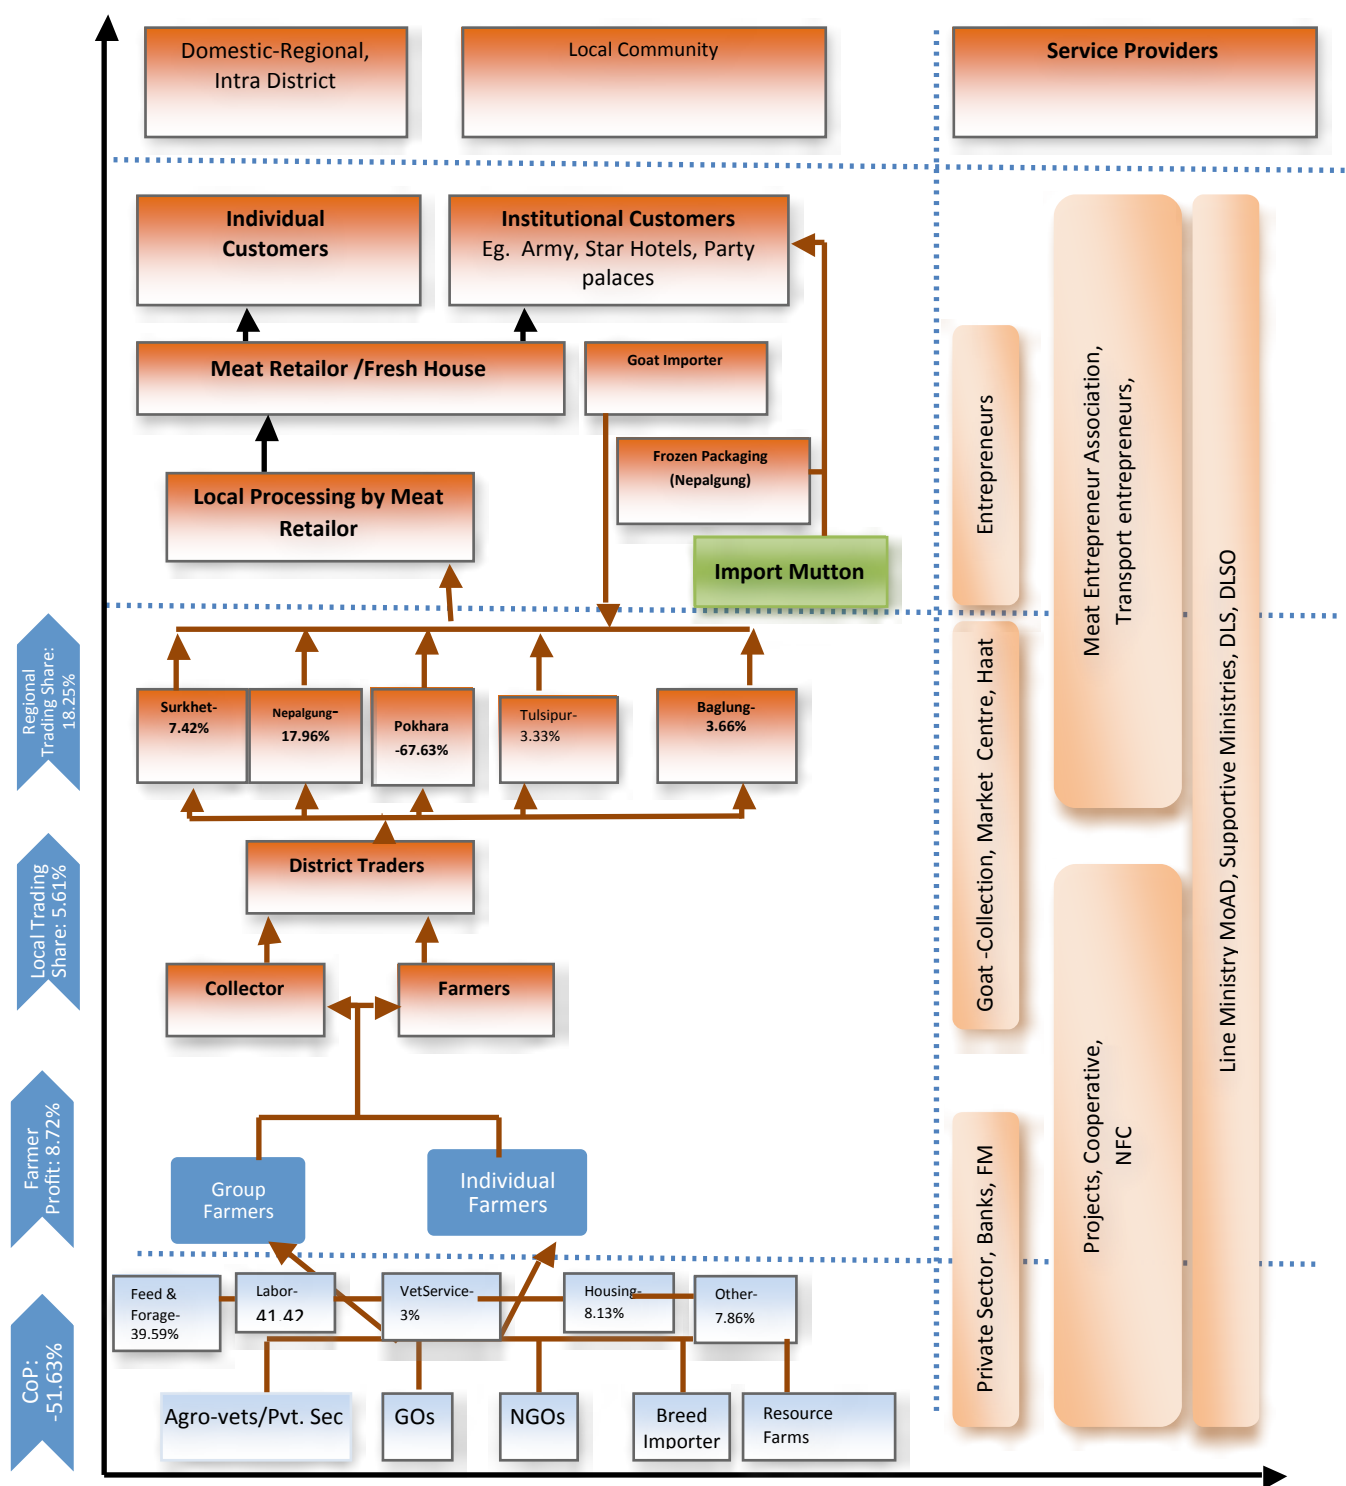 Domestic-Regional,
Intra District
Local Community
Service Providers
Individual
Customers
Institutional Customers
Eg.  Army, Star Hotels, Party
palaces
Meat Retailor /Fresh House
Goat Importer
Frozen Packaging
(Nepalgung)
Local Processing by Meat
Retailor
Import Mutton
Surkhet-
7.42%
Nepalgung-
17.96%
Pokhara
-67.63%
Tulsipur-
3.33%
Baglung-
3.66%
District Traders
Collector
Farmers
Group
Farmers
Individual
Farmers
Feed &
Forage-
39.59%
Labor-
41.42
VetService-
3%
Housing-
8.13%
Other-
7.86%
Agro-vets/Pvt. Sec
GOs
NGOs
Breed
Importer
Resource
Farms
Regional
Trading Share:
18.25%
Local Trading
Share: 5.61%
Farmer
Profit: 8.72%
CoP:
-51.63%
Entrepreneurs
Goat -Collection, Market  Centre, Haat
Private Sector, Banks, FM
Meat Entrepreneur Association,
Transport entrepreneurs,
Projects, Cooperative,
NFC
Line Ministry MoAD, Supportive Ministries, DLS, DLSO